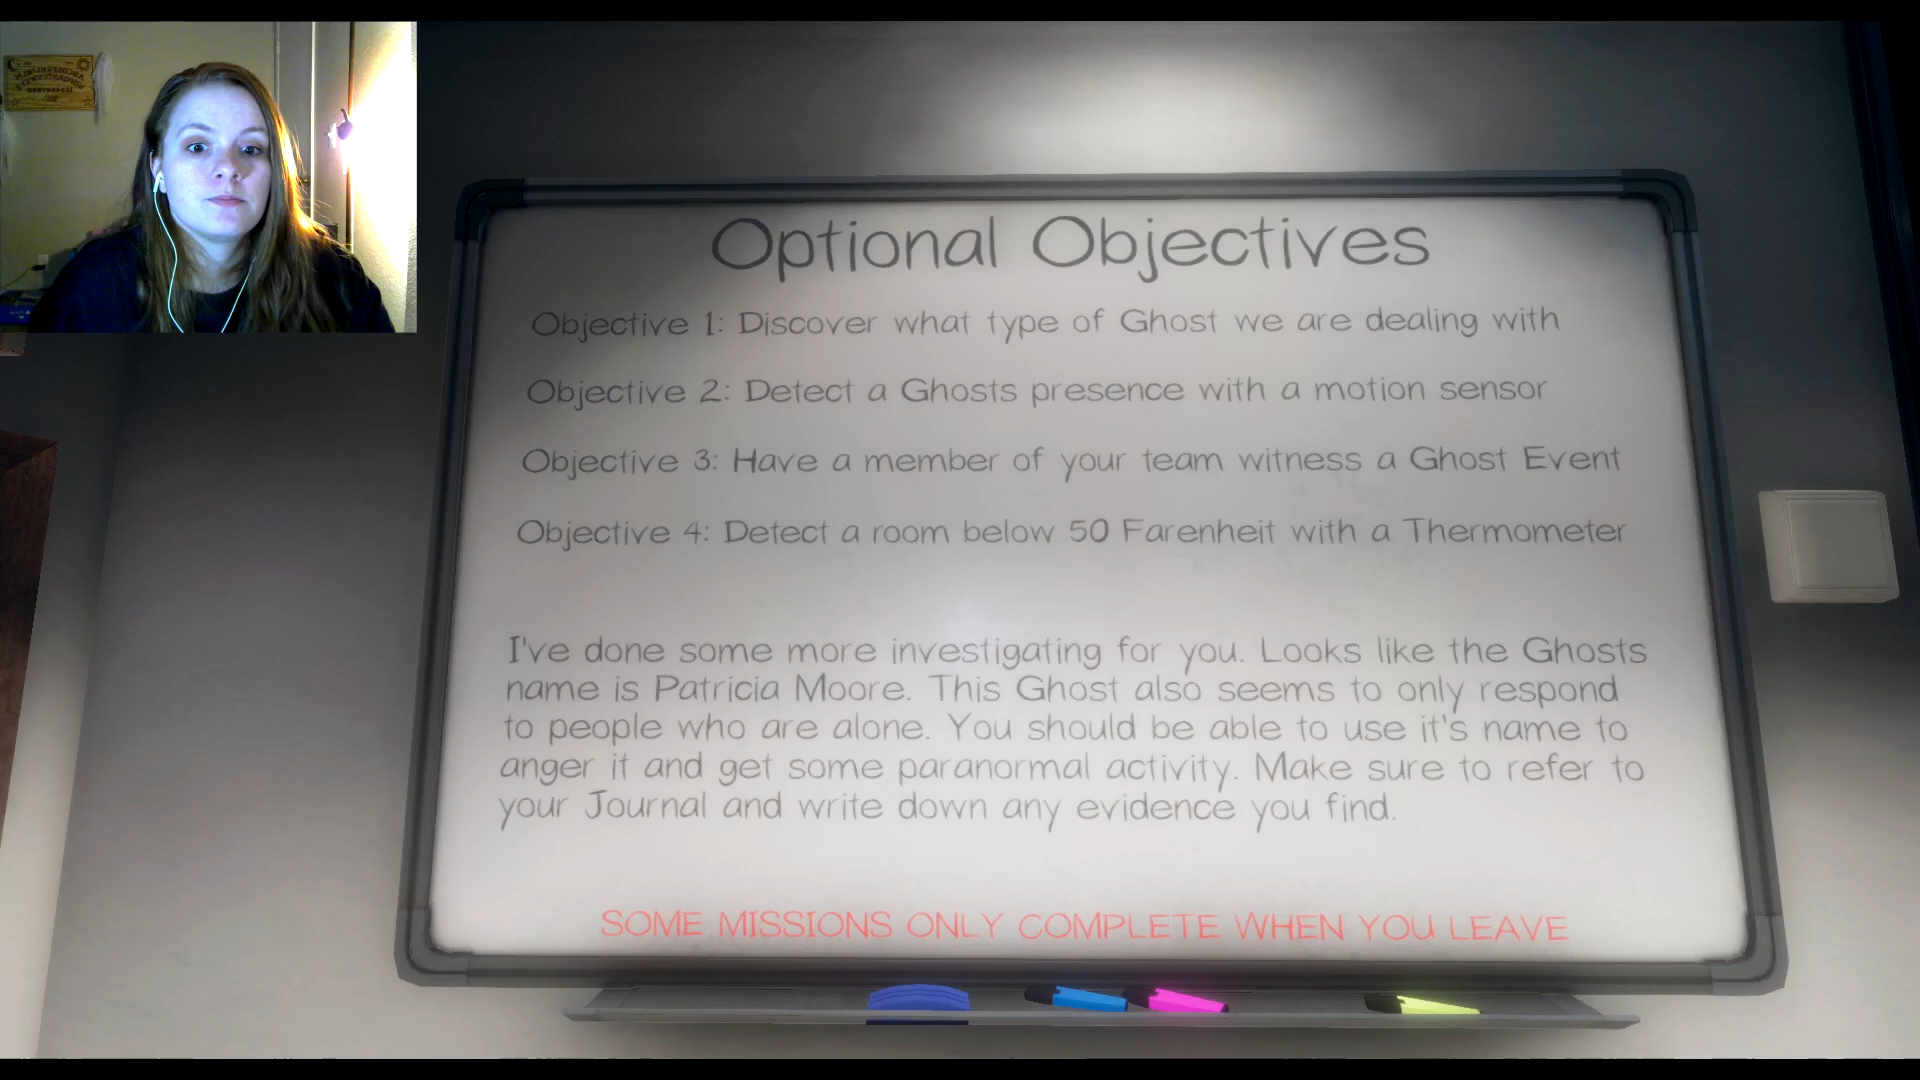 Optional Objectives
Objective 1: Discover what type of Ghost we are dealing with
Objective 2: Detect a Ghosts presence with a motion sensor
Objective 3: Have a member of your team witness a Ghost Event
Objective 4: Detect a room below 50 Farenheit with a Thermometer
I've done some more investigating for you. Looks like the Ghosts
name is Patricia Moore. This Ghost also seems to only respond
to people who are alone. You should be able to use it's name to
anger it and get some paranormal activity. Make sure to refer to
your Journal and write down any evidence you find.
SOME MISSIONS ONLY COMPLETE WHEN YOU LEAVE